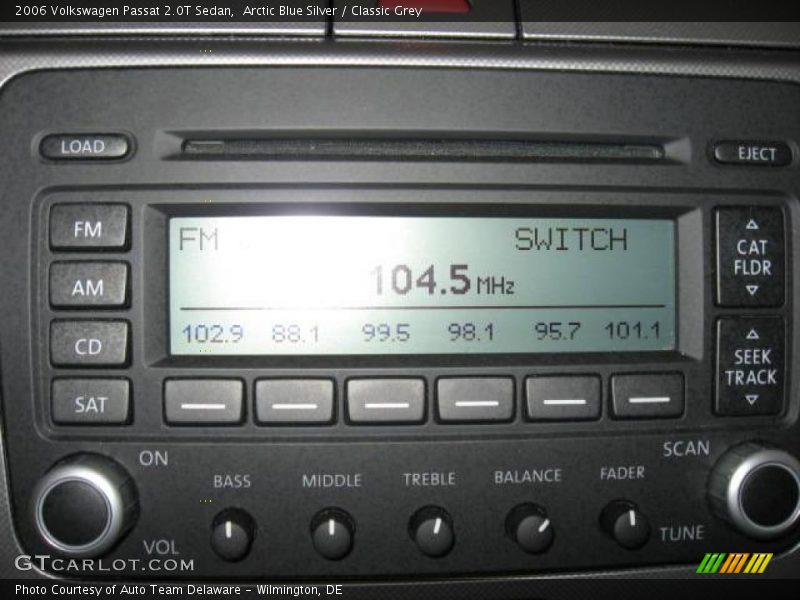 2006 Volkswagen Passat 2.0T Sedan,  Arctic Blue Silver / Classic Grey
LOAD
EJECT
FM
AM
CD
SAT
FM SWITCH
104.5 MHz
102.9 88.1 99.5 98.1 95.7 101.1
CAT
FLDR
SEEK
TRACK
ON
VOL
BASS
MIDDLE
TREBLE
BALANCE
FADER
SCAN
TUNE
GTCARLOT.COM
Photo Courtesy of Auto Team Delaware - Wilmington, DE